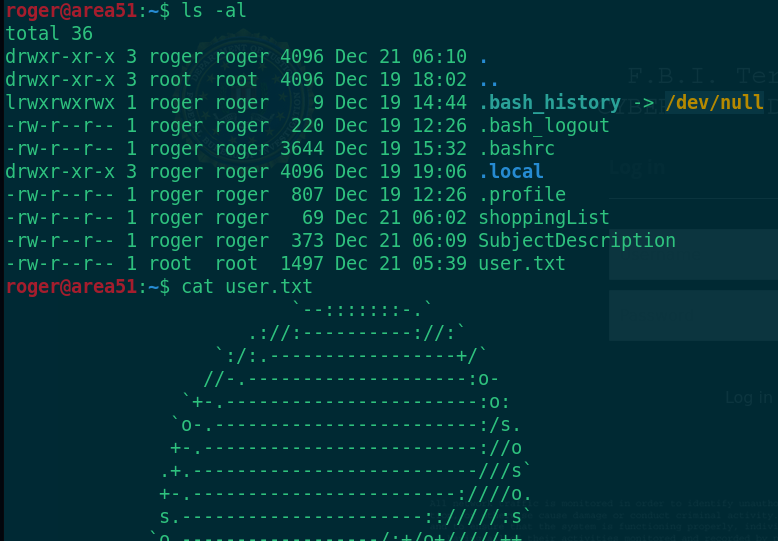 roger@area51:~$ ls -al
total 36
drwxr-xr-x 3 roger roger 4096 Dec 21 06:10 .
drwxr-xr-x 3 root  root  4096 Dec 19 18:02 ..
lrwxrwxrwx 1 roger roger    9 Dec 19 14:44 .bash_history -> /dev/null
-rw-r--r-- 1 roger roger  220 Dec 19 12:26 .bash_logout
-rw-r--r-- 1 roger roger 3644 Dec 19 15:32 .bashrc
drwxr-xr-x 3 roger roger 4096 Dec 19 19:06 .local
-rw-r--r-- 1 roger roger  807 Dec 19 12:26 .profile
-rw-r--r-- 1 roger roger   69 Dec 21 06:02 shoppingList
-rw-r--r-- 1 roger roger  373 Dec 21 06:09 SubjectDescription
-rw-r--r-- 1 root  root  1497 Dec 21 05:39 user.txt
roger@area51:~$ cat user.txt
                          `--:::::::-.`
                      .:://:----------://:`
                   `:/:.-----------------+/`
                  //-.--------------------:o-
                `+-.-----------------------:o:
               `o-.------------------------:/s.
               +-.-------------------------://o
              .+.-----------------------///s`
              +-.-----------------------:////o.
              s.----------------------:://///:s`
F.B.I.
Log in
Log in